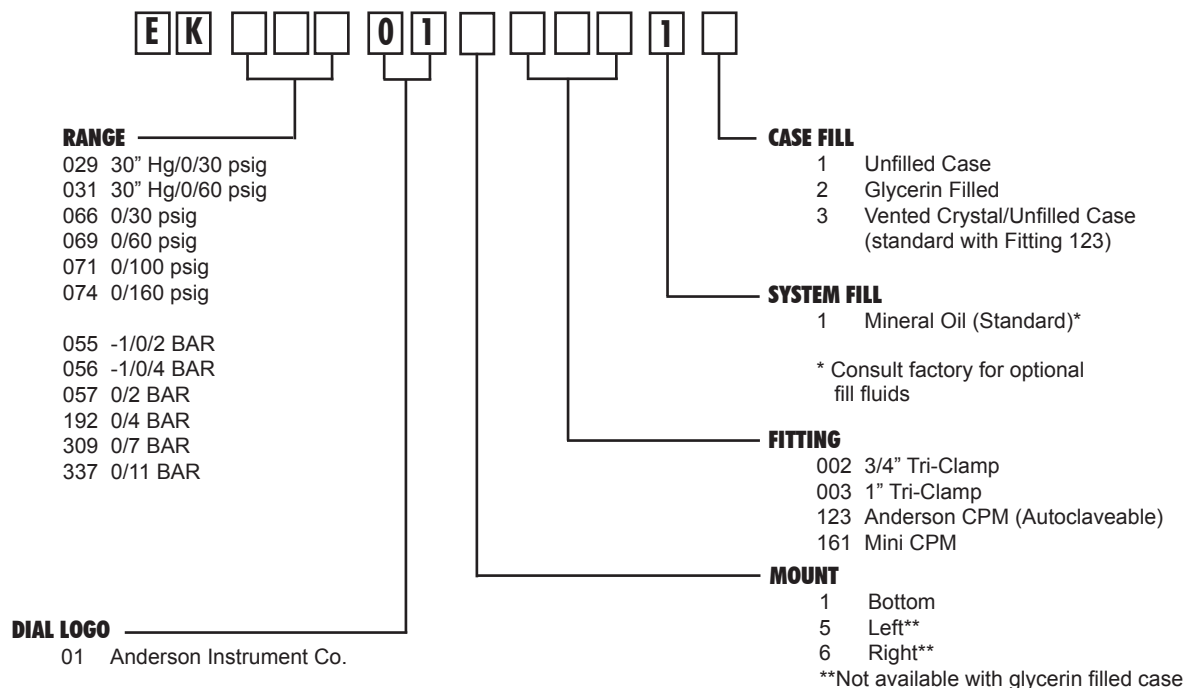 E K 0 1 1
RANGE
029 30” Hg/0/30 psig
031 30” Hg/0/60 psig
066 0/30 psig
069 0/60 psig
071 0/100 psig
074 0/160 psig
055 -1/0/2 BAR
056 -1/0/4 BAR
057 0/2 BAR
192 0/4 BAR
309 0/7 BAR
337 0/11 BAR
DIAL LOGO
01 Anderson Instrument Co.
CASE FILL
1 Unfilled Case
2 Glycerin Filled
3 Vented Crystal/Unfilled Case
(standard with Fitting 123)
SYSTEM FILL
1 Mineral Oil (Standard)*
* Consult factory for optional
fill fluids
FITTING
002 3/4” Tri-Clamp
003 1” Tri-Clamp
123 Anderson CPM (Autoclaveable)
161 Mini CPM
MOUNT
1 Bottom
5 Left**
6 Right**
**Not available with glycerin filled case